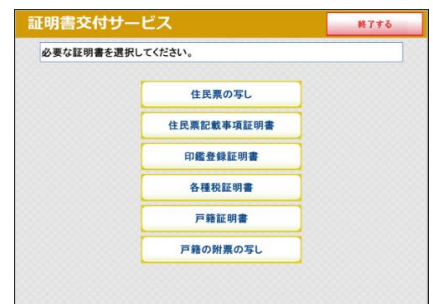 証明書交付サービス
終了する
必要な証明書を選択してください。
住民票の写し
住民票記載事項証明書
印鑑登録証明書
各種税証明書
戸籍証明書
戸籍の附票の写し